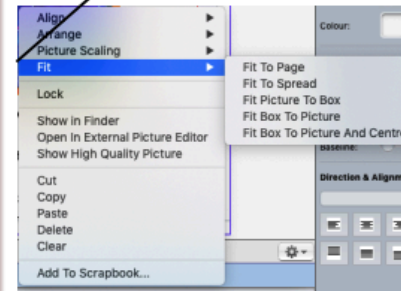 Align
Arrange
Picture Scaling
Fit
Lock
Show in Finder
Open In External Picture Editor
Show High Quality Picture
Cut
Copy
Paste
Delete
Clear
Add To Scrapbook...
Fit To Page
Fit To Spread
Fit Picture To Box
Fit Box To Picture
Fit Box To Picture And Centre
Colour:
Baseline:
Direction & Alignm